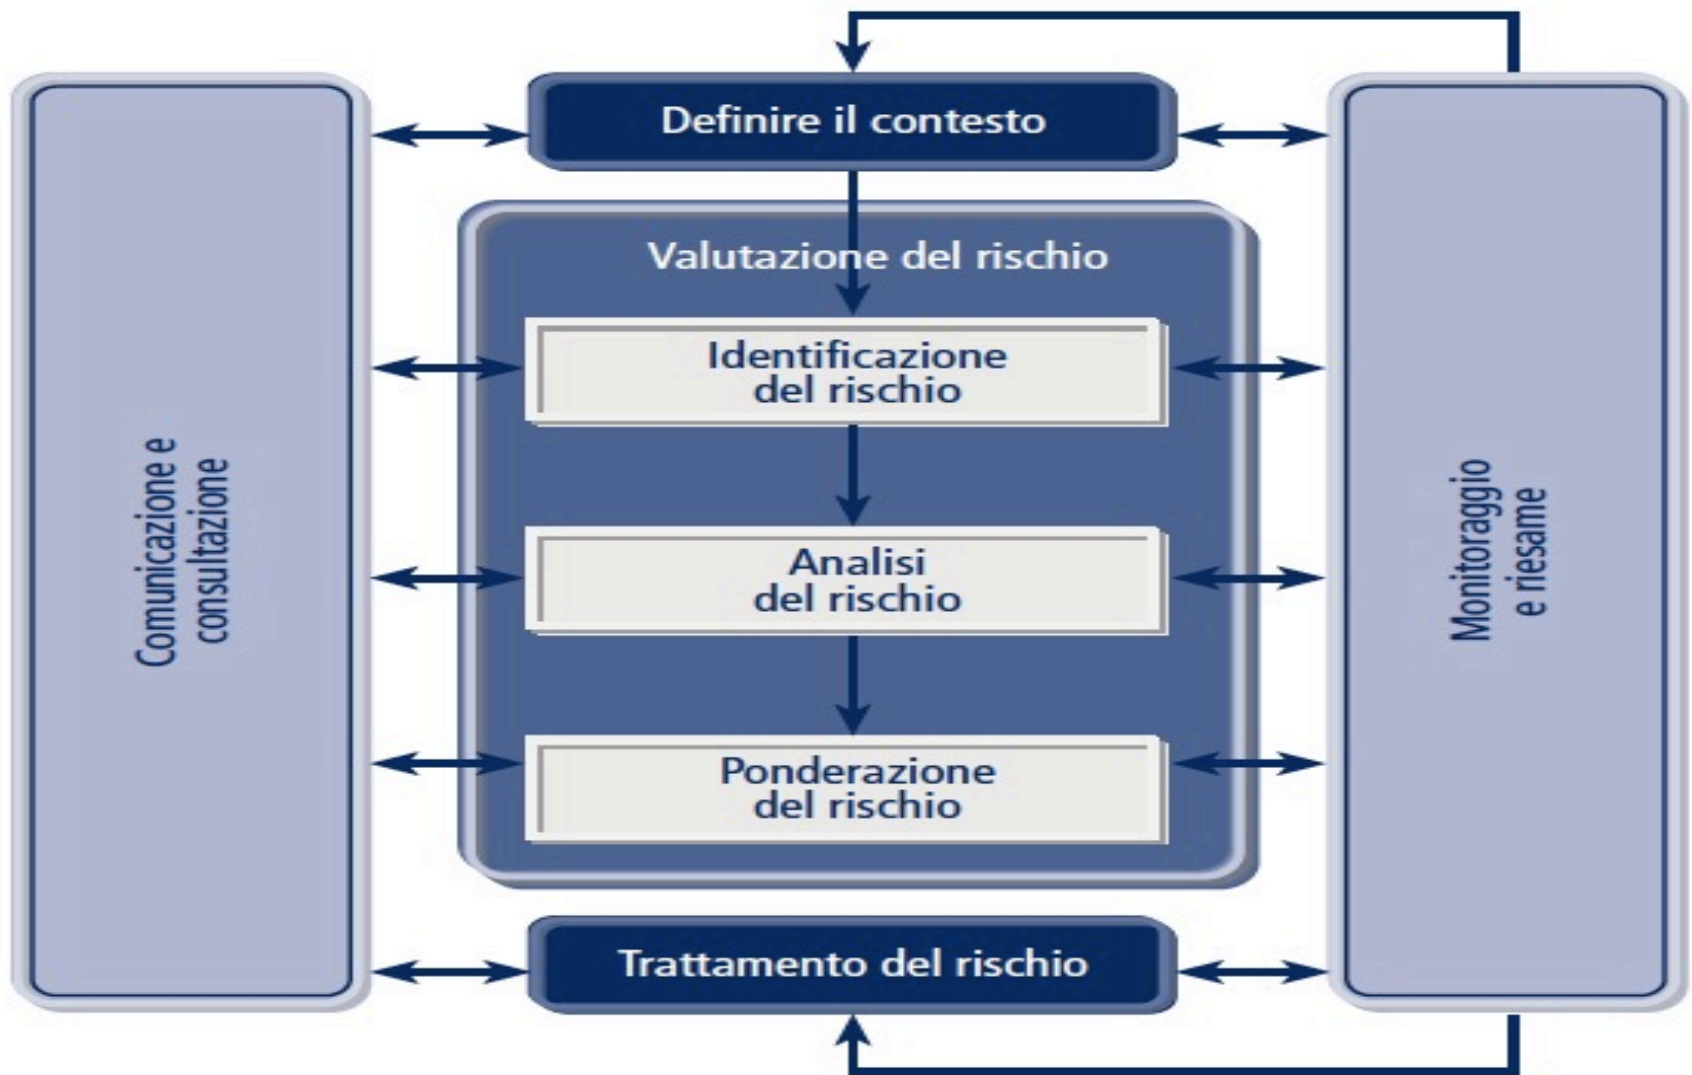 Definire il contesto
Valutazione del rischio
Identificazione
del rischio
Analisi
del rischio
Ponderazione
del rischio
Trattamento del rischio
Comunicazione e
consultazione
Monitoraggio
e riesame